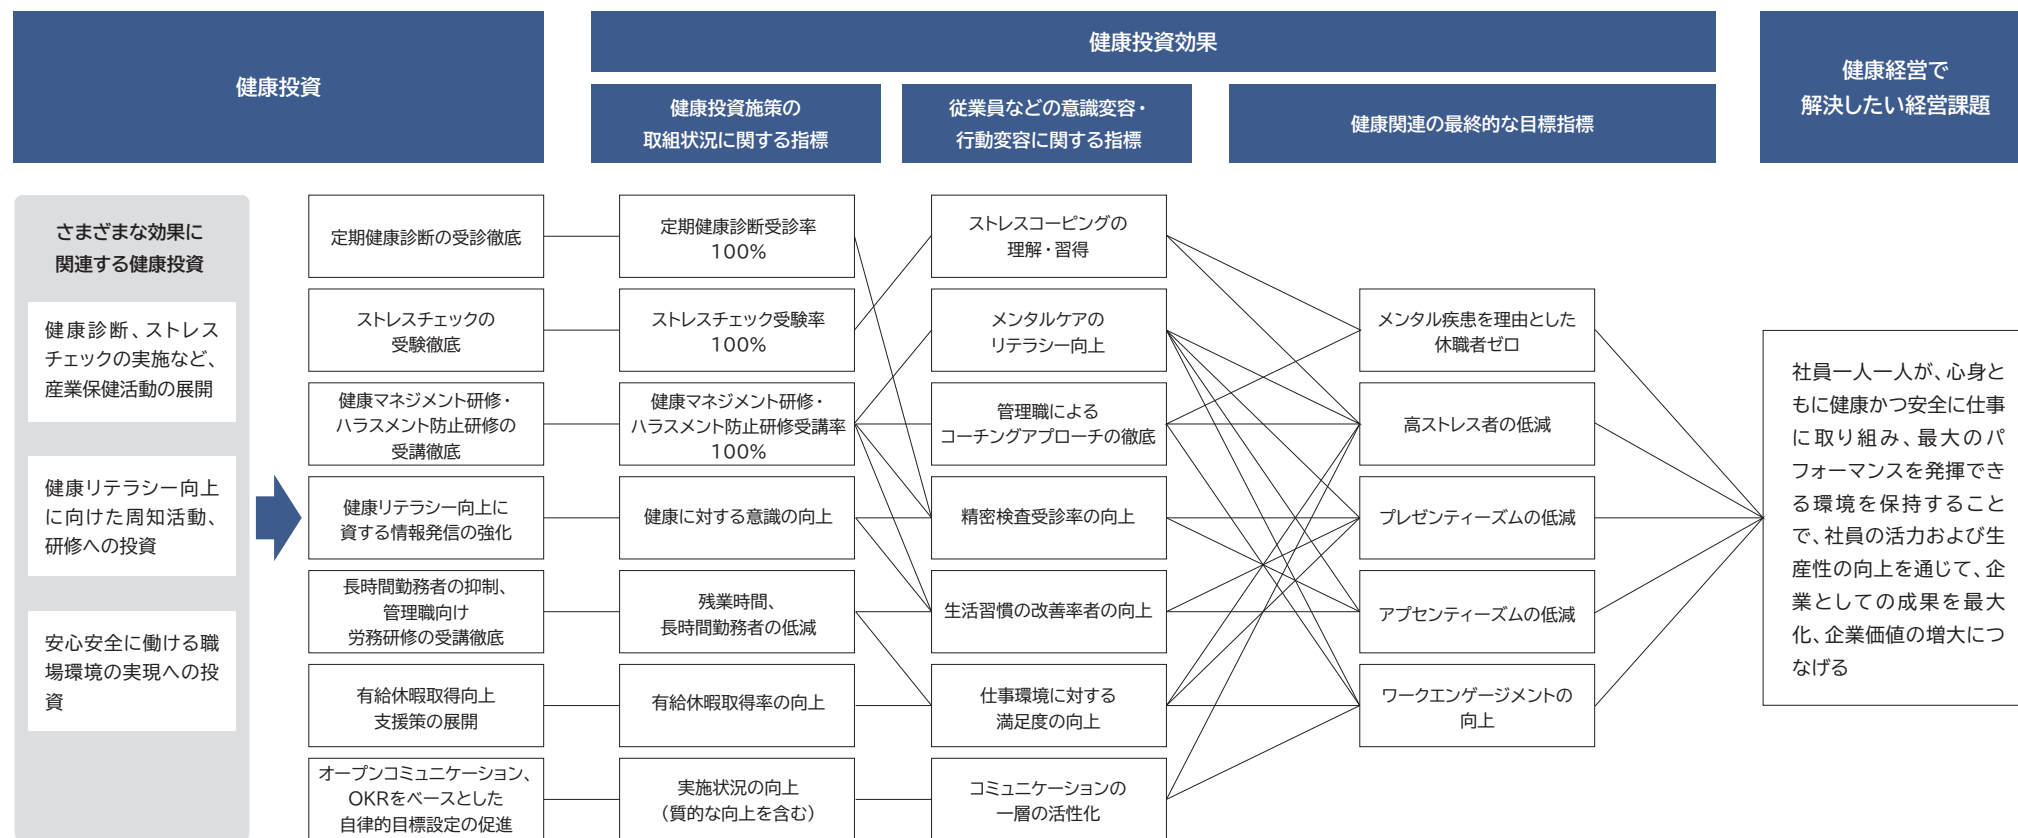 健康投資
健康投資効果
健康投資施策の
取組状況に関する指標
従業員などの意識変容・
行動変容に関する指標
健康関連の最終的な目標指標
健康経営で
解決したい経営課題
さまざまな効果に
関連する健康投資
健康診断、ストレス
チェックの実施など、
産業保健活動の展開
健康リテラシー向上
に向けた周知活動、
研修への投資
安心安全に働ける職
場環境の実現への投
資
定期健康診断の受診徹底
ストレスチェックの
受験徹底
健康マネジメント研修・
ハラスメント防止研修の
受講徹底
健康リテラシー向上に
資する情報発信の強化
長時間勤務者の抑制、
管理職向け
労務研修の受講徹底
有給休暇取得向上
支援策の展開
オープンコミュニケーション、
OKRをベースとした
自律的目標設定の促進
定期健康診断受診率
100%
ストレスチェック受験率
100%
健康マネジメント研修・
ハラスメント防止研修受講率
100%
健康に対する意識の向上
残業時間、
長時間勤務者の低減
有給休暇取得率の向上
実施状況の向上
（質的な向上を含む）
ストレスコーピングの
理解・習得
メンタルケアの
リテラシー向上
管理職による
コーチングアプローチの徹底
精密検査受診率の向上
生活習慣の改善率者の向上
仕事環境に対する
満足度の向上
コミュニケーションの
一層の活性化
メンタル疾患を理由とした
休職者ゼロ
高ストレス者の低減
プレゼンティーズムの低減
アブセンティーズムの低減
ワークエンゲージメントの
向上
社員一人一人が、心身と
もに健康かつ安全に仕事
に取り組み、最大のパ
フォーマンスを発揮でき
る環境を保持すること
で、社員の活力および生
産性の向上を通じて、企
業としての成果を最大
化、企業価値の増大につ
なげる